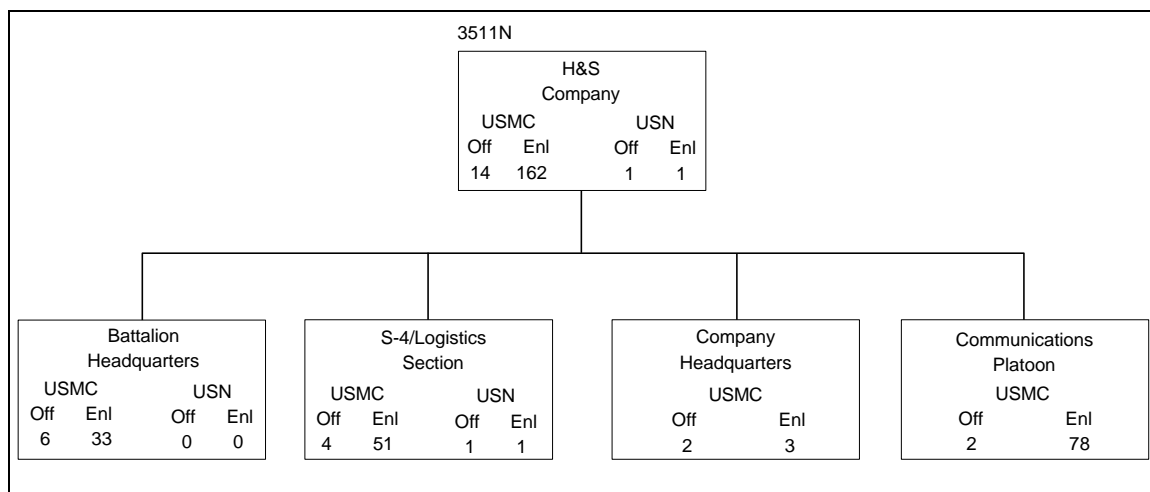 3511N
H&S
Company
USMC USN
Off Enl Off Enl
14 162 1 1
Battalion
Headquarters
USMC USN
Off Enl Off Enl
6 33 0 0
S-4/Logistics
Section
USMC USN
Off Enl Off Enl
4 51 1 1
Company
Headquarters
USMC
Off Enl
2 3
Communications
Platoon
USMC
Off Enl
2 78